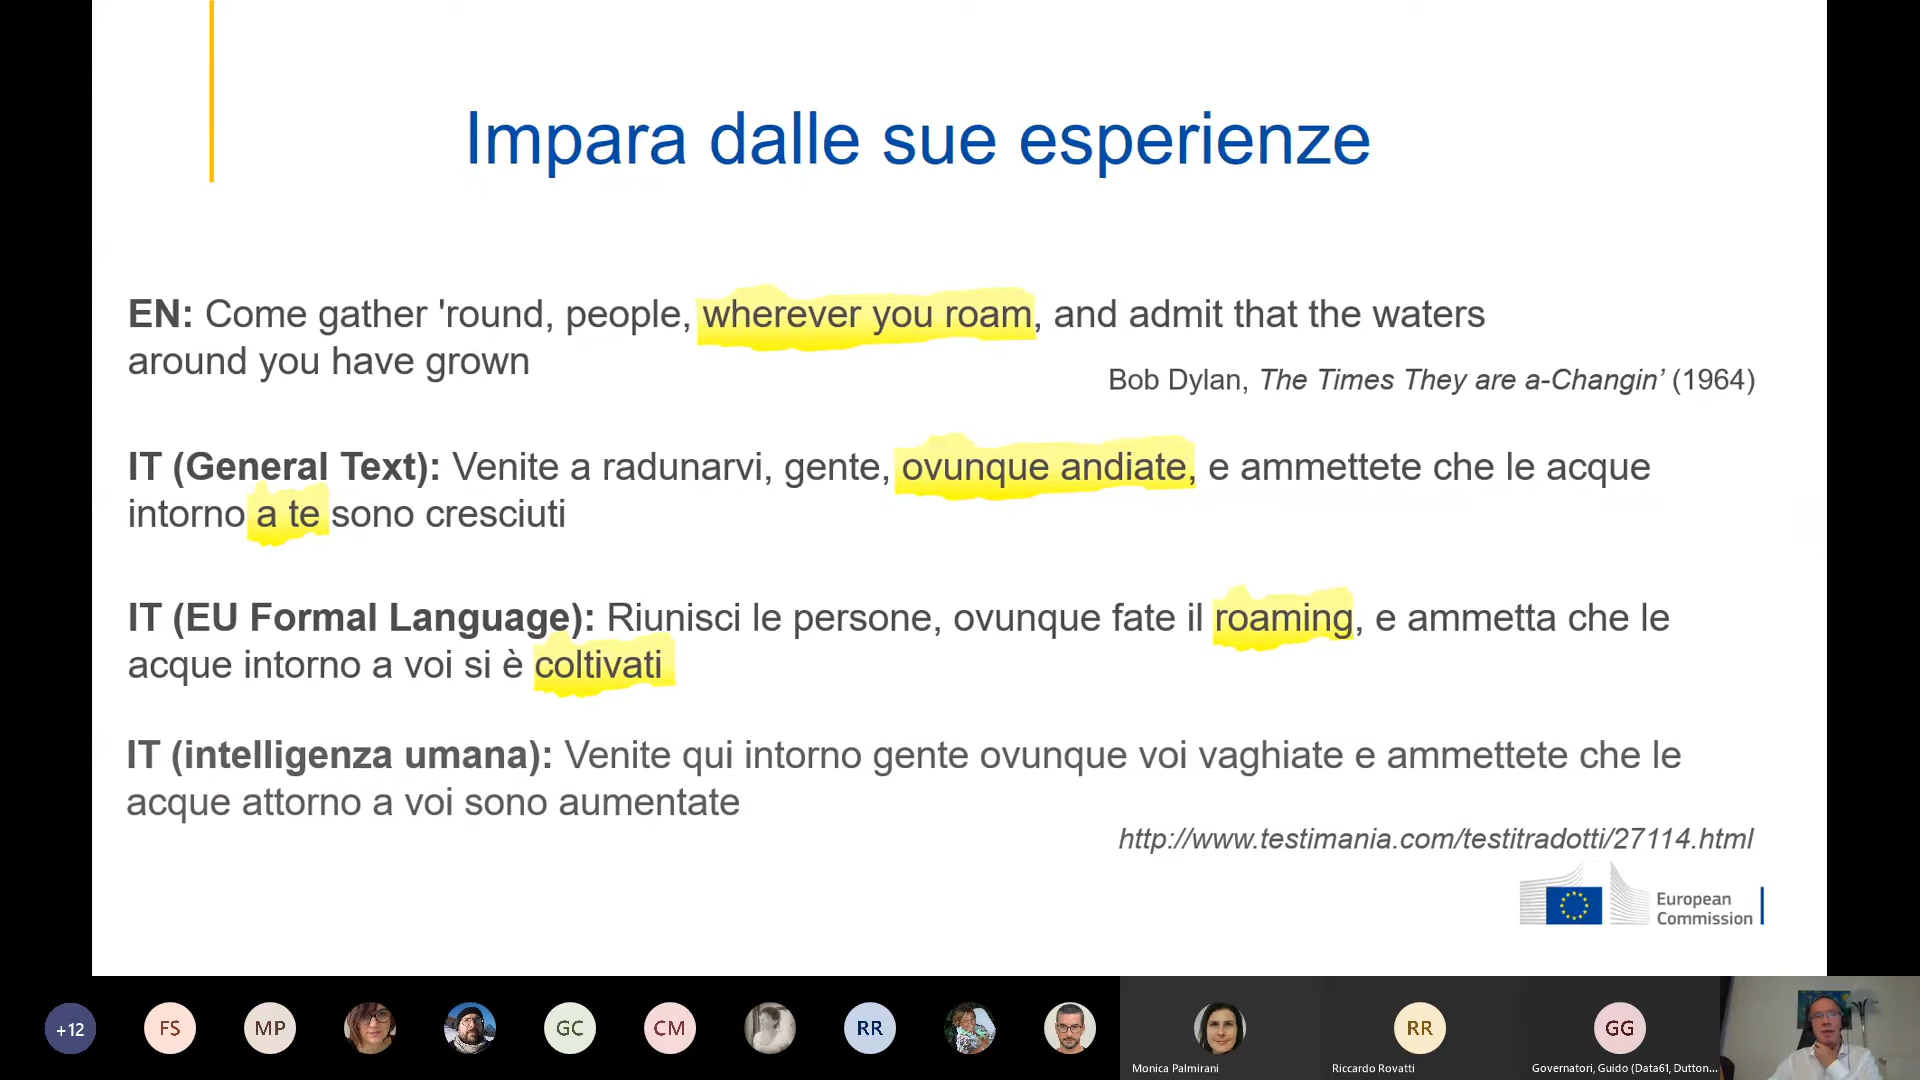 Impara dalle sue esperienze
EN: Come gather 'round, people, wherever you roam, and admit that the waters
around you have grown
Bob Dylan, The Times They are a-Changin’ (1964)
IT (General Text): Venite a radunarvi, gente, ovunque andiate, e ammettete che le acque
intorno a te sono cresciuti
IT (EU Formal Language): Riunisci le persone, ovunque fate il roaming, e ammetta che le
acque intorno a voi si è coltivati
IT (intelligenza umana): Venite qui intorno gente ovunque voi vaghiate e ammettete che le
acque attorno a voi sono aumentate
http://www.testimania.com/testitradotti/27114.html
European
Commission
+12
FS
MP
GC
CM
RR
RR
GG
Monica Palmirani
Riccardo Rovatti
Governatori, Guido (Data61, Dutton...